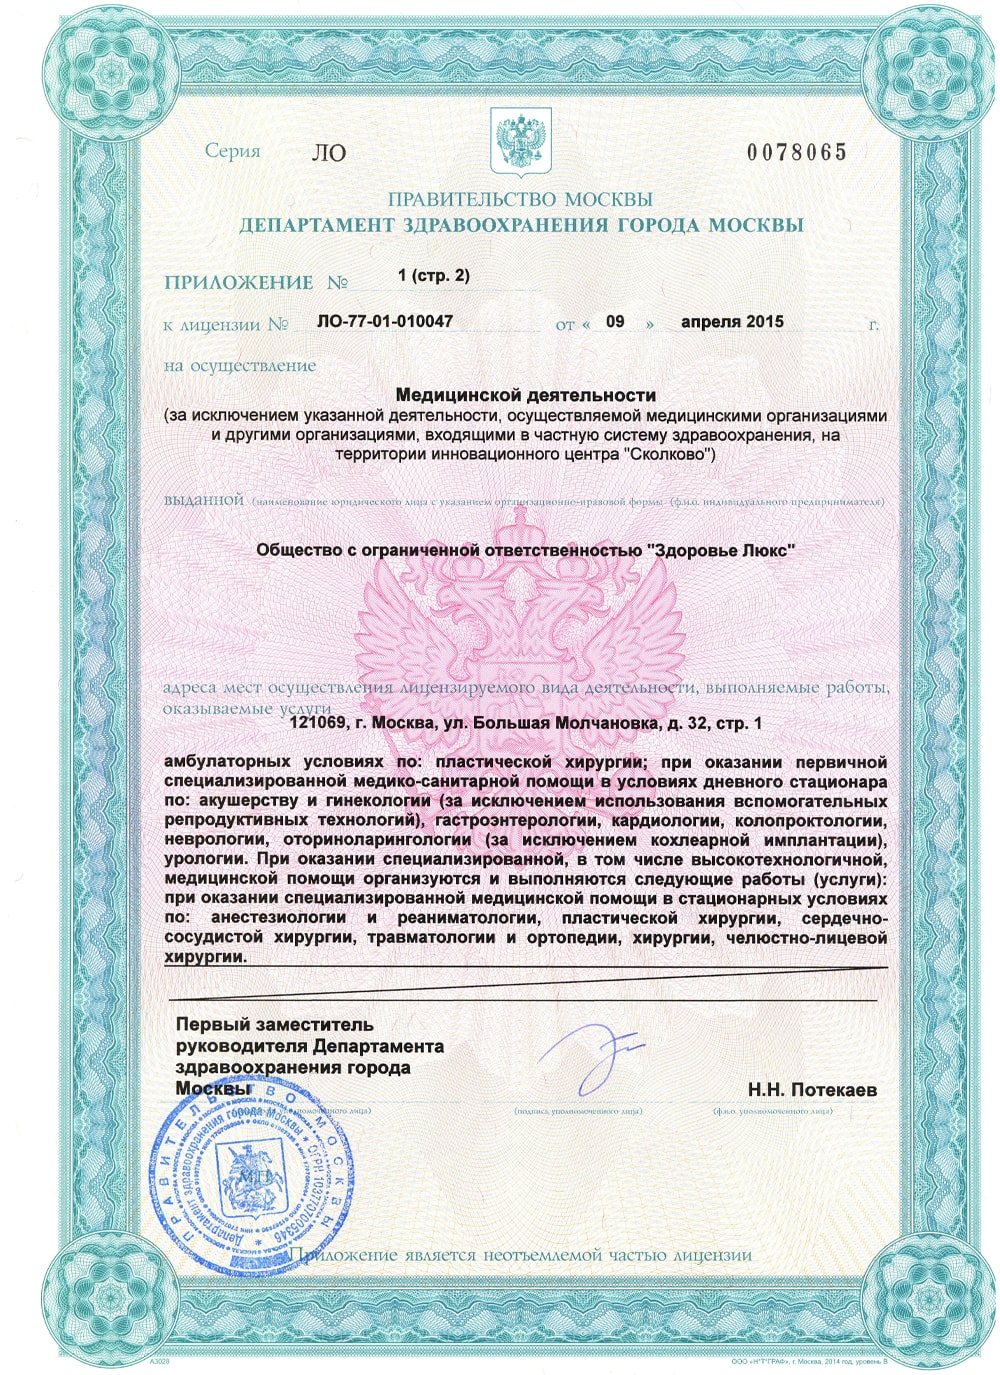 Серия ЛО 0078065
ПРАВИТЕЛЬСТВО МОСКВЫ
ДЕПАРТАМЕНТ ЗДРАВООХРАНЕНИЯ ГОРОДА МОСКВЫ
ПРИЛОЖЕНИЕ № 1 (стр. 2)
к лицензии № ЛО-77-01-010047 от « 09 » апреля 2015 г.
на осуществление
Медицинской деятельности
(за исключением указанной деятельности, осуществляемой медицинскими организациями
и другими организациями, входящими в частную систему здравоохранения, на
территории инновационного центра "Сколково")
выданной (наименование юридического лица с указанием организационно-правовой формы (ф.и.о. индивидуального предпринимателя)
Общество с ограниченной ответственностью "Здоровье Люкс"
адреса мест осуществления лицензируемого вида деятельности, выполняемые работы,
оказываемые услуги
121069, г. Москва, ул. Большая Молчановка, д. 32, стр. 1
амбулаторных условиях по: пластической хирургии; при оказании первичной
специализированной медико-санитарной помощи в условиях дневного стационара
по: акушерству и гинекологии (за исключением использования вспомогательных
репродуктивных технологий), гастроэнтерологии, кардиологии, колопроктологии,
неврологии, оториноларингологии (за исключением кохлеарной имплантации),
урологии. При оказании специализированной, в том числе высокотехнологичной,
медицинской помощи организуются и выполняются следующие работы (услуги):
при оказании специализированной медицинской помощи в стационарных условиях
по: анестезиологии и реаниматологии, пластической хирургии, сердечно-
сосудистой хирургии, травматологии и ортопедии, хирургии, челюстно-лицевой
хирургии.
Первый заместитель
руководителя Департамента
здравоохранения города
Москвы Н.Н. Потекаев
уполномоченного лица) (подпись уполномоченного лица) (ф.и.о. уполномоченного лица)
ПРАВИТЕЛЬСТВО МОСКВЫ
Департамент здравоохранения города Москвы * ОГРН 1037707005346 *
МП
Приложение является неотъемлемой частью лицензии
А3028 ООО «Н*Т*ГРАФ», г. Москва, 2014 год, уровень В